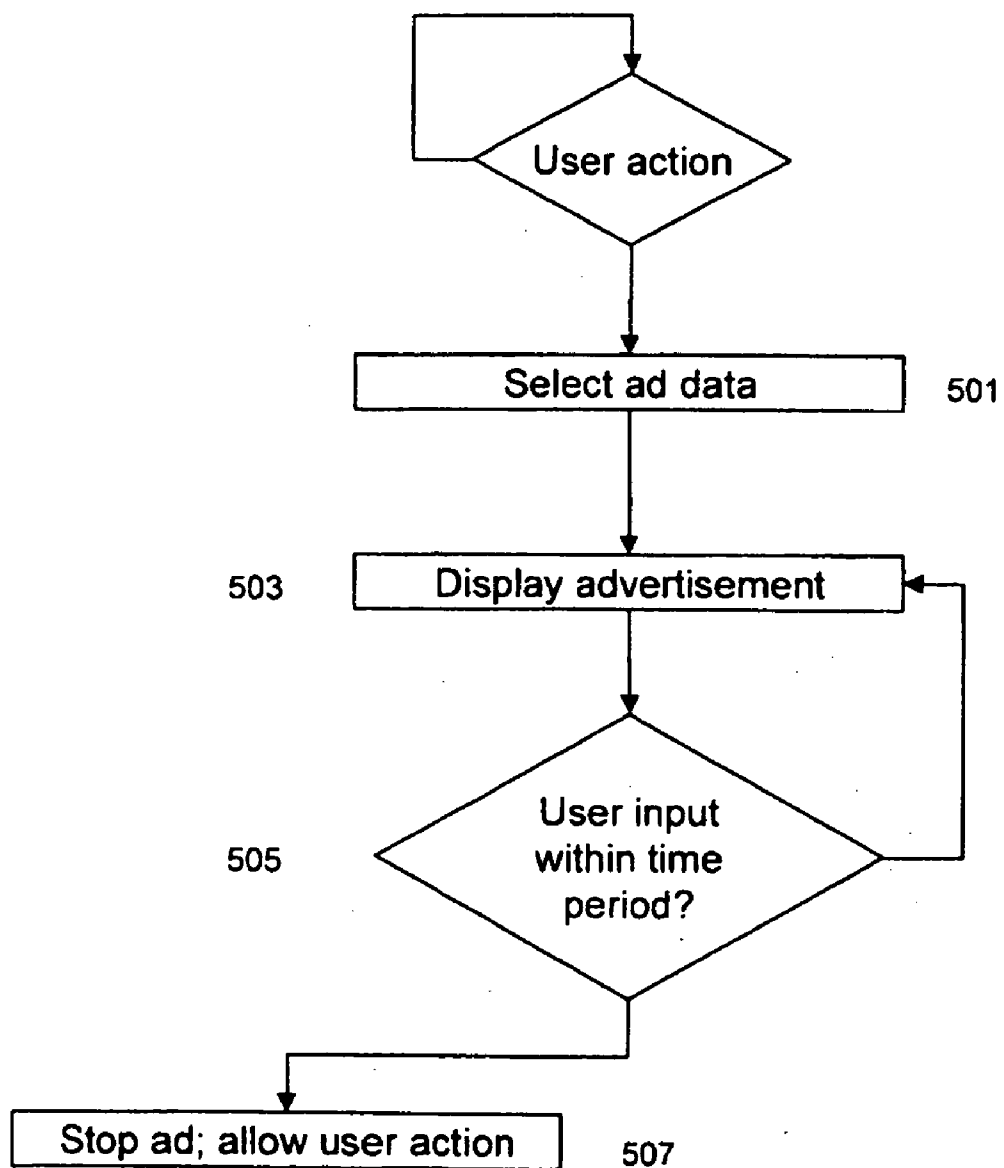 User action
Select ad data
501
503
Display advertisement
505
User input
within time
period?
Stop ad; allow user action
507